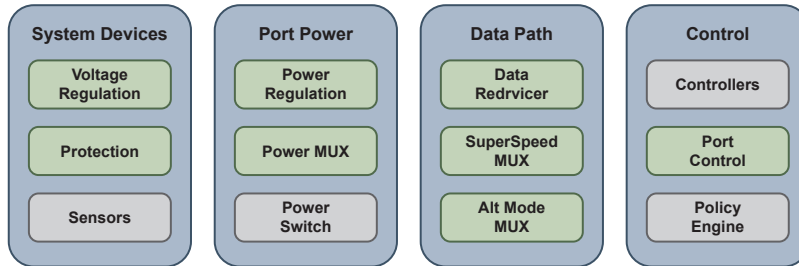 System Devices
Voltage
Regulation
Protection
Sensors
Port Power
Power
Regulation
Power MUX
Power
Switch
Data Path
Data
Redrvicer
SuperSpeed
MUX
Alt Mode
MUX
Control
Controllers
Port
Control
Policy
Engine